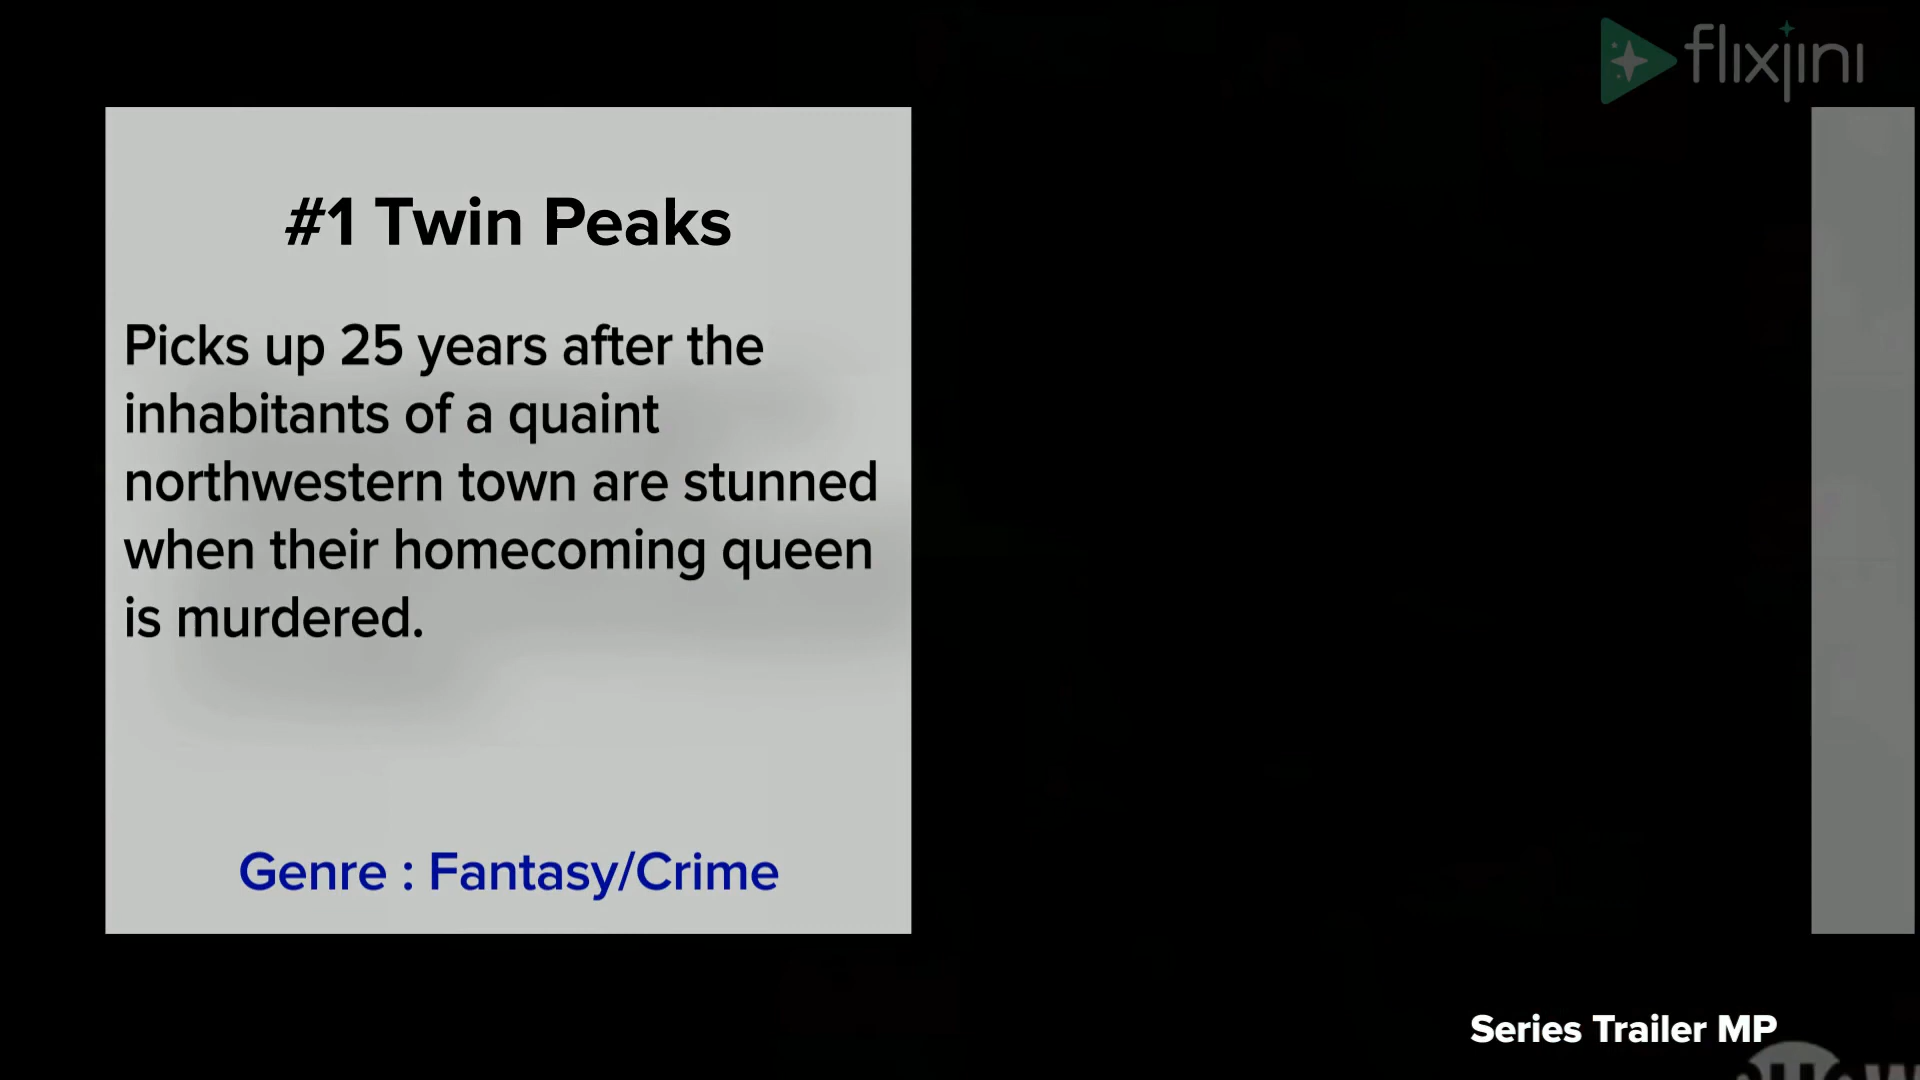 flixjini
#1 Twin Peaks
Picks up 25 years after the
inhabitants of a quaint
northwestern town are stunned
when their homecoming queen
is murdered.
Genre : Fantasy/Crime
Series Trailer MP